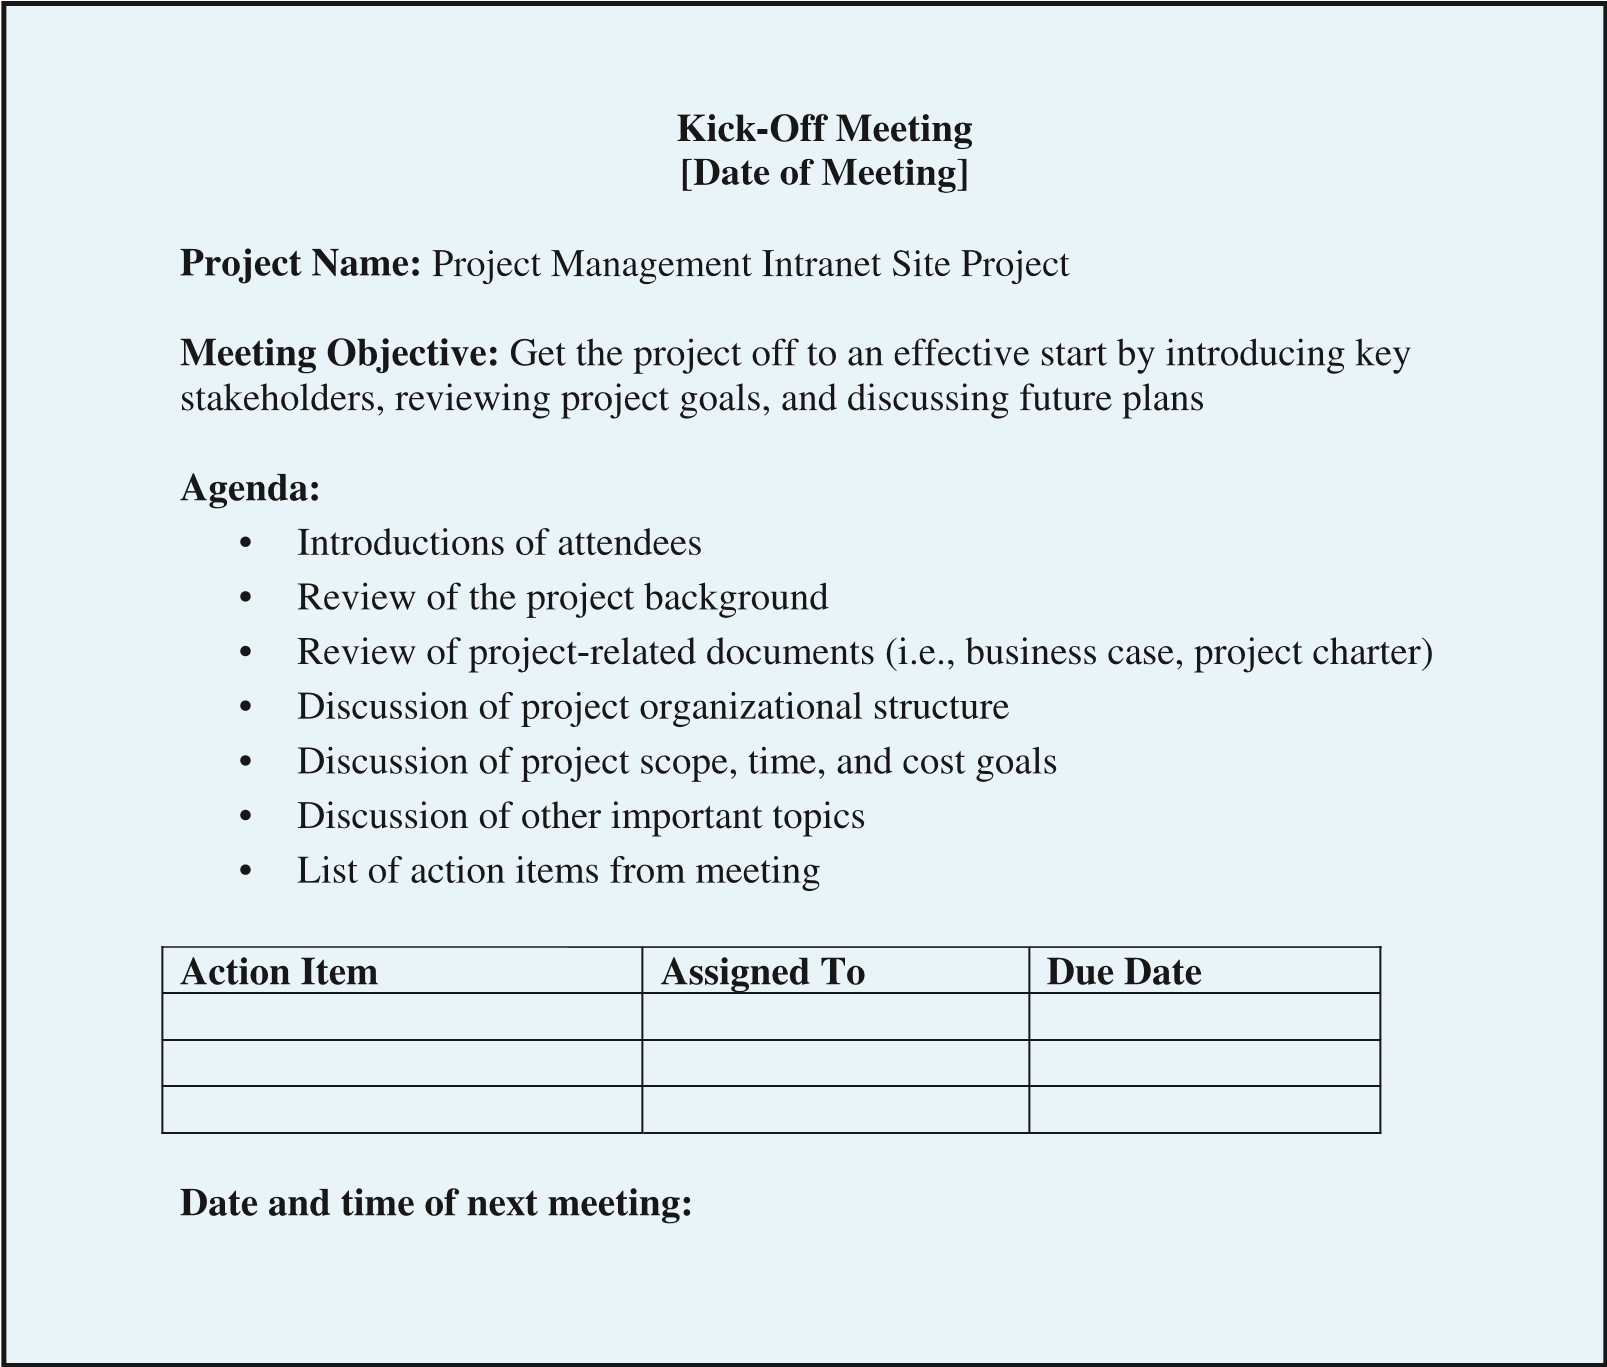 Kick-Off Meeting
[Date of Meeting]
Project Name: Project Management Intranet Site Project
Meeting Objective: Get the project off to an effective start by introducing key
stakeholders, reviewing project goals, and discussing future plans
Agenda:
• Introductions of attendees
• Review of the project background
• Review of project-related documents (i.e., business case, project charter)
• Discussion of project organizational structure
• Discussion of project scope, time, and cost goals
• Discussion of other important topics
• List of action items from meeting
Action Item Assigned To Due Date
Date and time of next meeting: